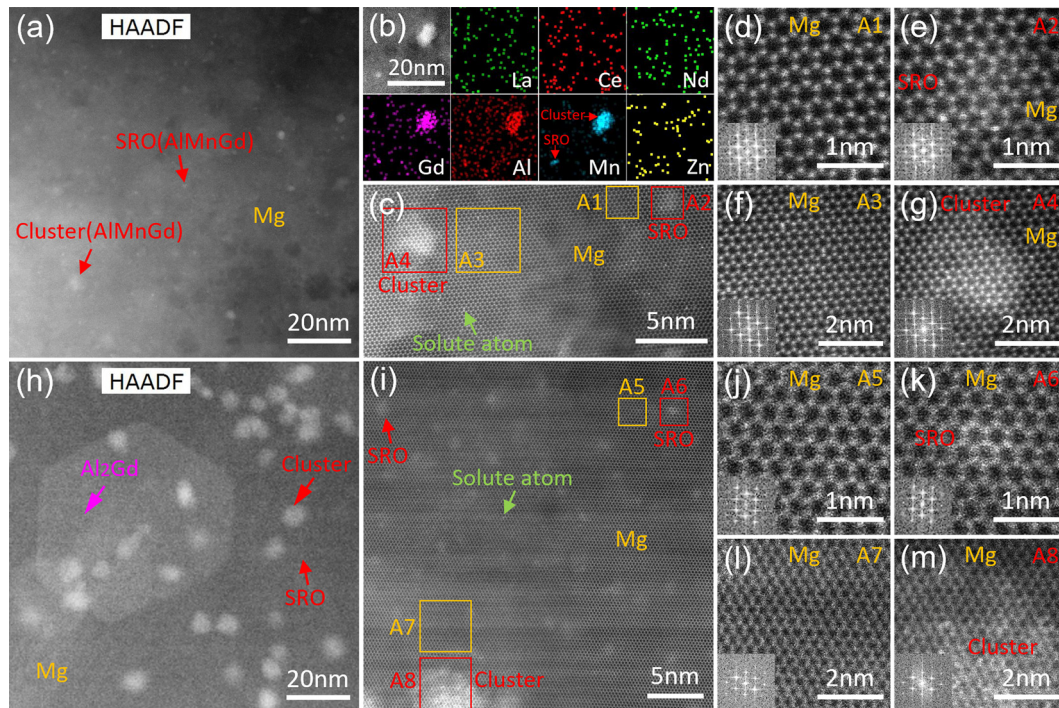 (a)
HAADF
SRO(AlMnGd)
Mg
Cluster(AlMnGd)
20nm
(b)
20nm
La
Ce
Nd
Gd
Al
Cluster
SRO
Mn
Zn
(c)
A1
A2
SRO
Mg
A4
A3
Cluster
Solute atom
5nm
(d)
Mg
A1
1nm
(e)
A2
SRO
Mg
1nm
(f)
Mg
A3
2nm
(g)
Cluster
A4
Mg
2nm
(h)
HAADF
Al2Gd
Cluster
SRO
Mg
20nm
(i)
A5
A6
SRO
SRO
Solute atom
Mg
A7
A8
Cluster
5nm
(j)
Mg
A5
1nm
(k)
Mg
A6
SRO
1nm
(l)
Mg
A7
2nm
(m)
Mg
A8
Cluster
2nm